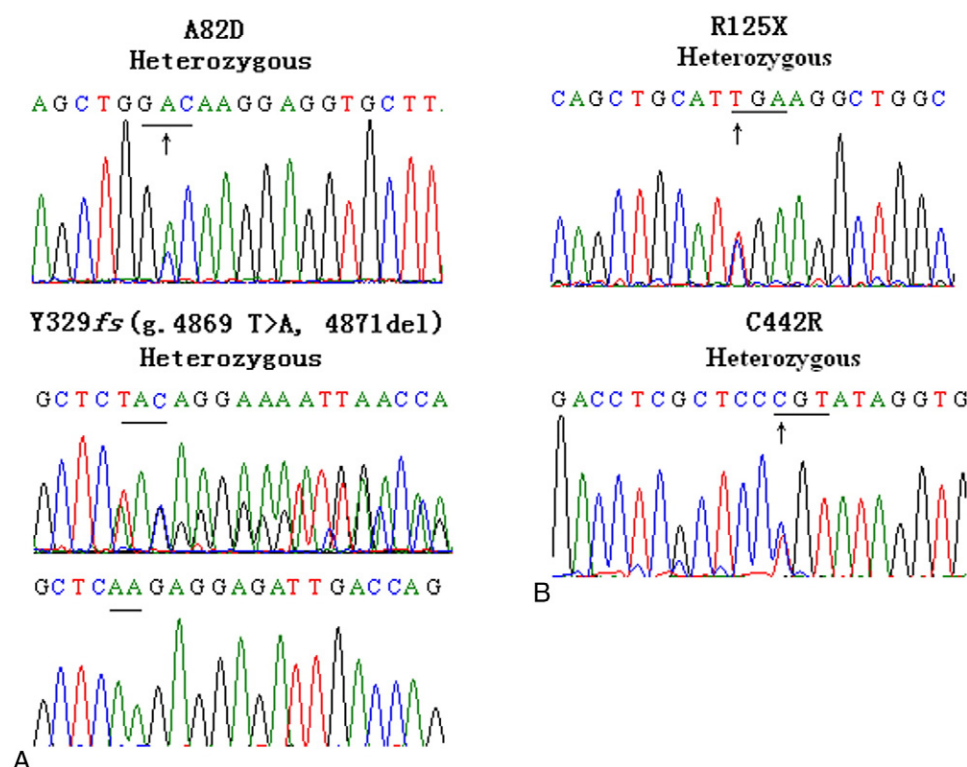 A82D
Heterozygous
AGCTGGACAAGGAGGTGCTT.
Y329fs(g.4869 T>A, 4871del)
Heterozygous
GCTCTACAGGAAAATTAACCA
GCTCAAGAGGAGATTGACCAG
A
R125X
Heterozygous
CAGCTGCATTGAAGGCTGGC
C442R
Heterozygous
GACCTCGCTCCCGTATAGGTG
B